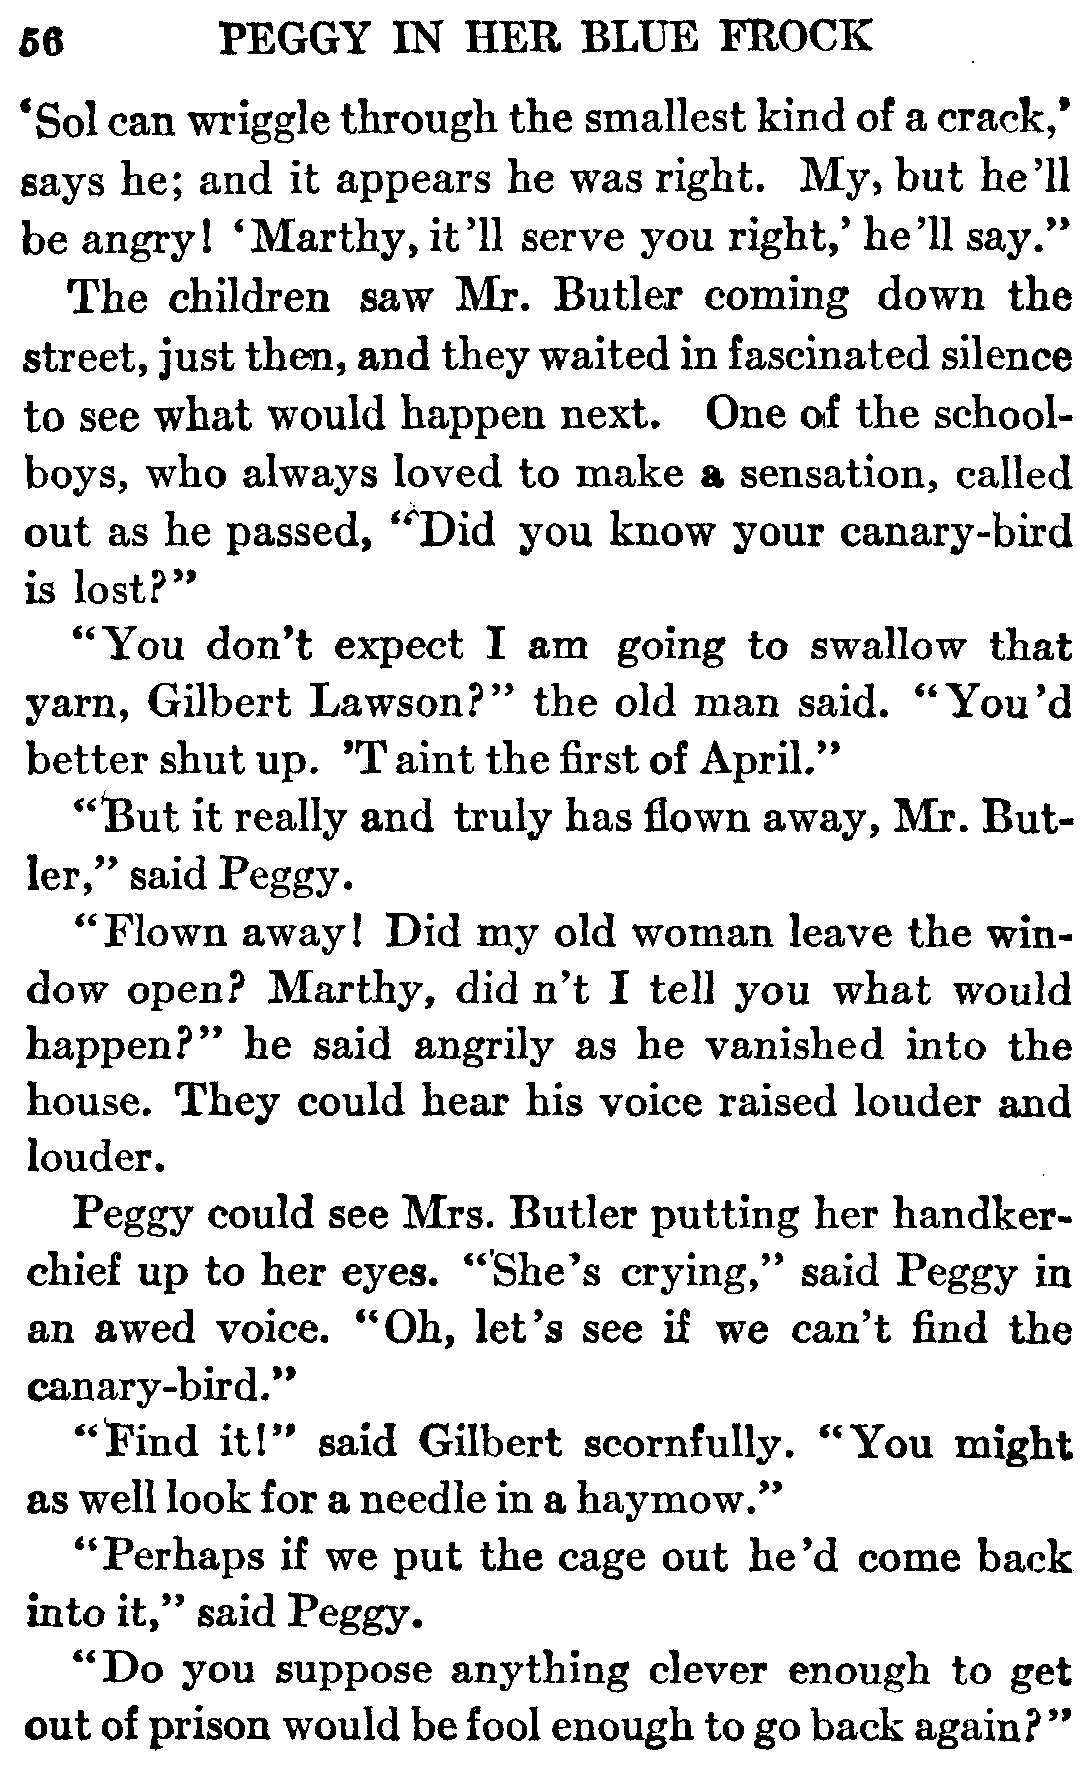 56 PEGGY IN HER BLUE FROCK
‘Sol can wriggle through the smallest kind of a crack,’
says he; and it appears he was right. My, but he’ll
be angry! ‘Marthy, it’ll serve you right,’ he’ll say.”
The children saw Mr. Butler coming down the
street, just then, and they waited in fascinated silence
to see what would happen next. One of the school-
boys, who always loved to make a sensation, called
out as he passed, “Did you know your canary-bird
is lost?”
“You don’t expect I am going to swallow that
yarn, Gilbert Lawson?” the old man said. “You’d
better shut up. ’T aint the first of April.”
“But it really and truly has flown away, Mr. But-
ler,” said Peggy.
“Flown away! Did my old woman leave the win-
dow open? Marthy, did n’t I tell you what would
happen?” he said angrily as he vanished into the
house. They could hear his voice raised louder and
louder.
Peggy could see Mrs. Butler putting her handker-
chief up to her eyes. “She’s crying,” said Peggy in
an awed voice. “Oh, let’s see if we can’t find the
canary-bird.”
“Find it!” said Gilbert scornfully. “You might
as well look for a needle in a haymow.”
“Perhaps if we put the cage out he’d come back
into it,” said Peggy.
“Do you suppose anything clever enough to get
out of prison would be fool enough to go back again?”